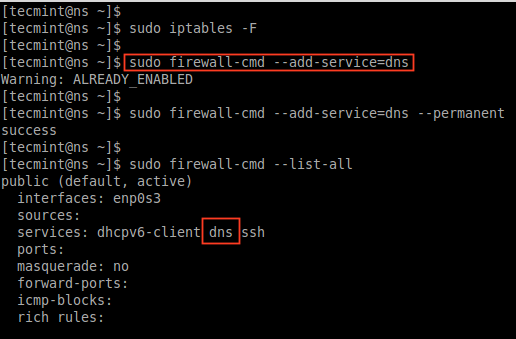 [tecmint@ns ~]$
[tecmint@ns ~]$ sudo iptables -F
[tecmint@ns ~]$
[tecmint@ns ~]$ sudo firewall-cmd --add-service=dns
Warning: ALREADY_ENABLED
[tecmint@ns ~]$
[tecmint@ns ~]$ sudo firewall-cmd --add-service=dns --permanent
success
[tecmint@ns ~]$
[tecmint@ns ~]$ sudo firewall-cmd --list-all
public (default, active)
  interfaces: enp0s3
  sources:
  services: dhcpv6-client dns ssh
  ports:
  masquerade: no
  forward-ports:
  icmp-blocks:
  rich rules: